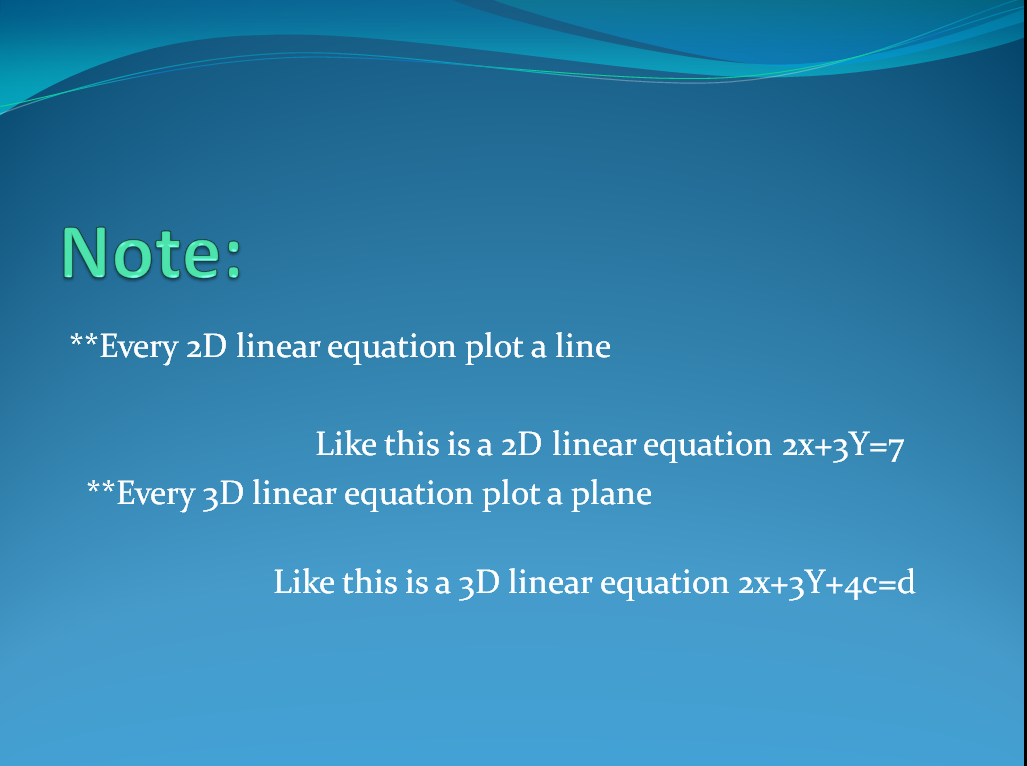 Note:
**Every 2D linear equation plot a line
Like this is a 2D linear equation 2x+3Y=7
**Every 3D linear equation plot a plane
Like this is a 3D linear equation 2x+3Y+4c=d